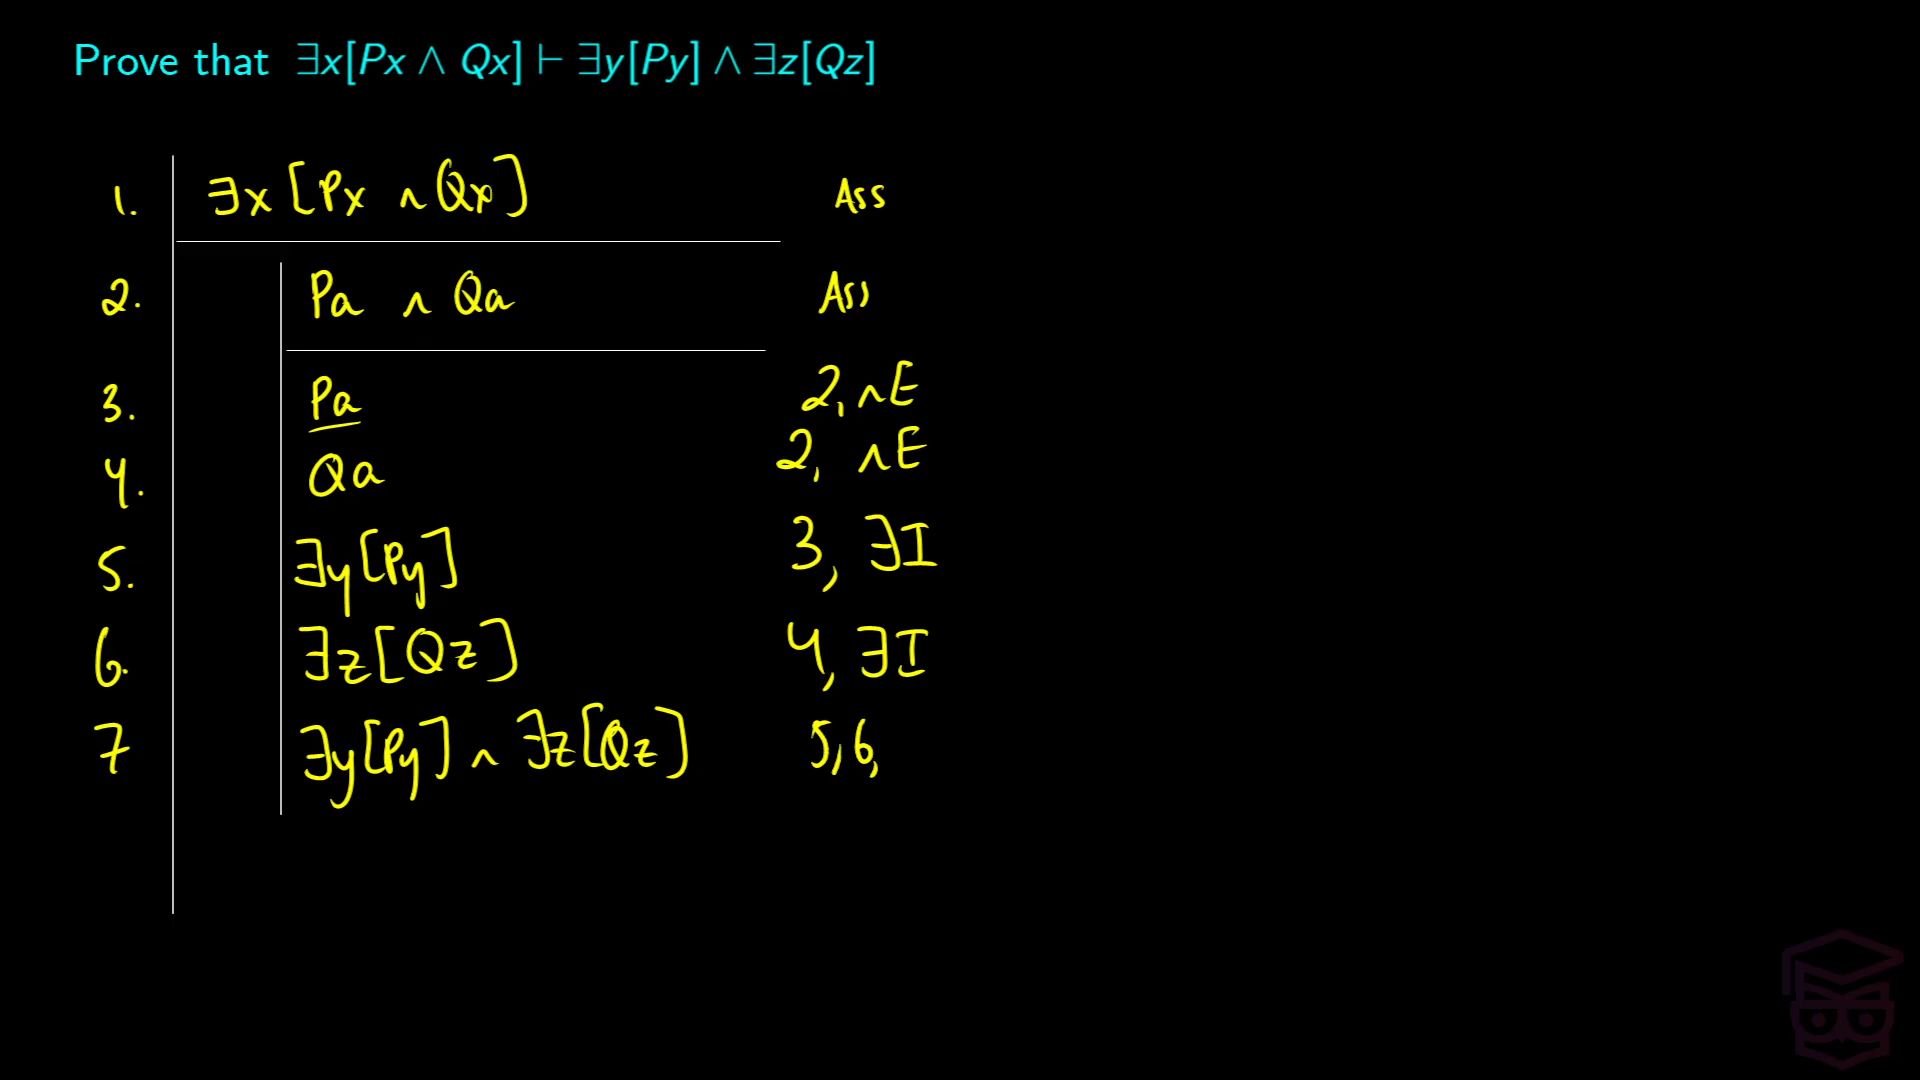 Prove that ∃x[Px ∧ Qx] ⊢ ∃y[Py] ∧ ∃z[Qz]
1. ∃x[Px ∧ Qx] Ass
2. Pa ∧ Qa Ass
3. Pa 2, ∧E
4. Qa 2, ∧E
5. ∃y[Py] 3, ∃I
6. ∃z[Qz] 4, ∃I
7 ∃y[Py] ∧ ∃z[Qz] 5,6,